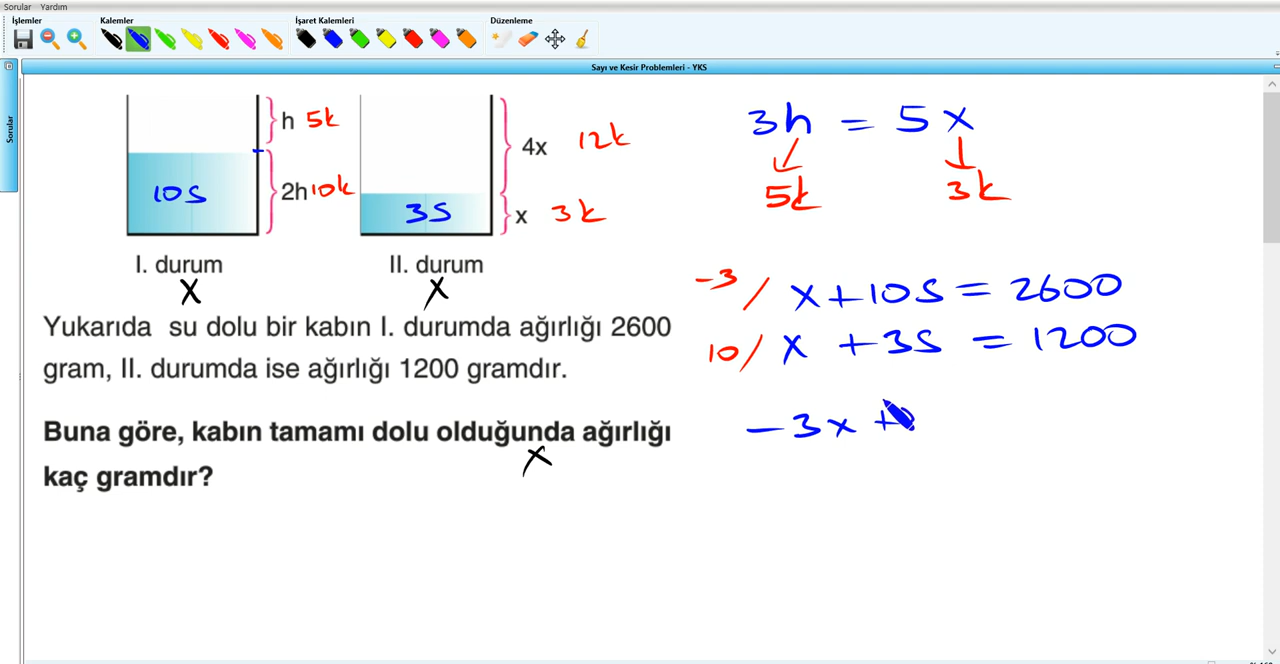 Sorular Yardım
İşlemler Kalemler İşaret Kalemleri Düzenleme
Sayı ve Kesir Problemleri - YKS
Sorular
h 5k
2h 10k
10s
4x 12k
x 3k
3s
I. durum
II. durum
x
x
Yukarıda su dolu bir kabın I. durumda ağırlığı 2600
gram, II. durumda ise ağırlığı 1200 gramdır.
Buna göre, kabın tamamı dolu olduğunda ağırlığı
x
kaç gramdır?
3h = 5x
5k 3k
-3/ x+10s = 2600
10/ x +3s = 1200
-3x +